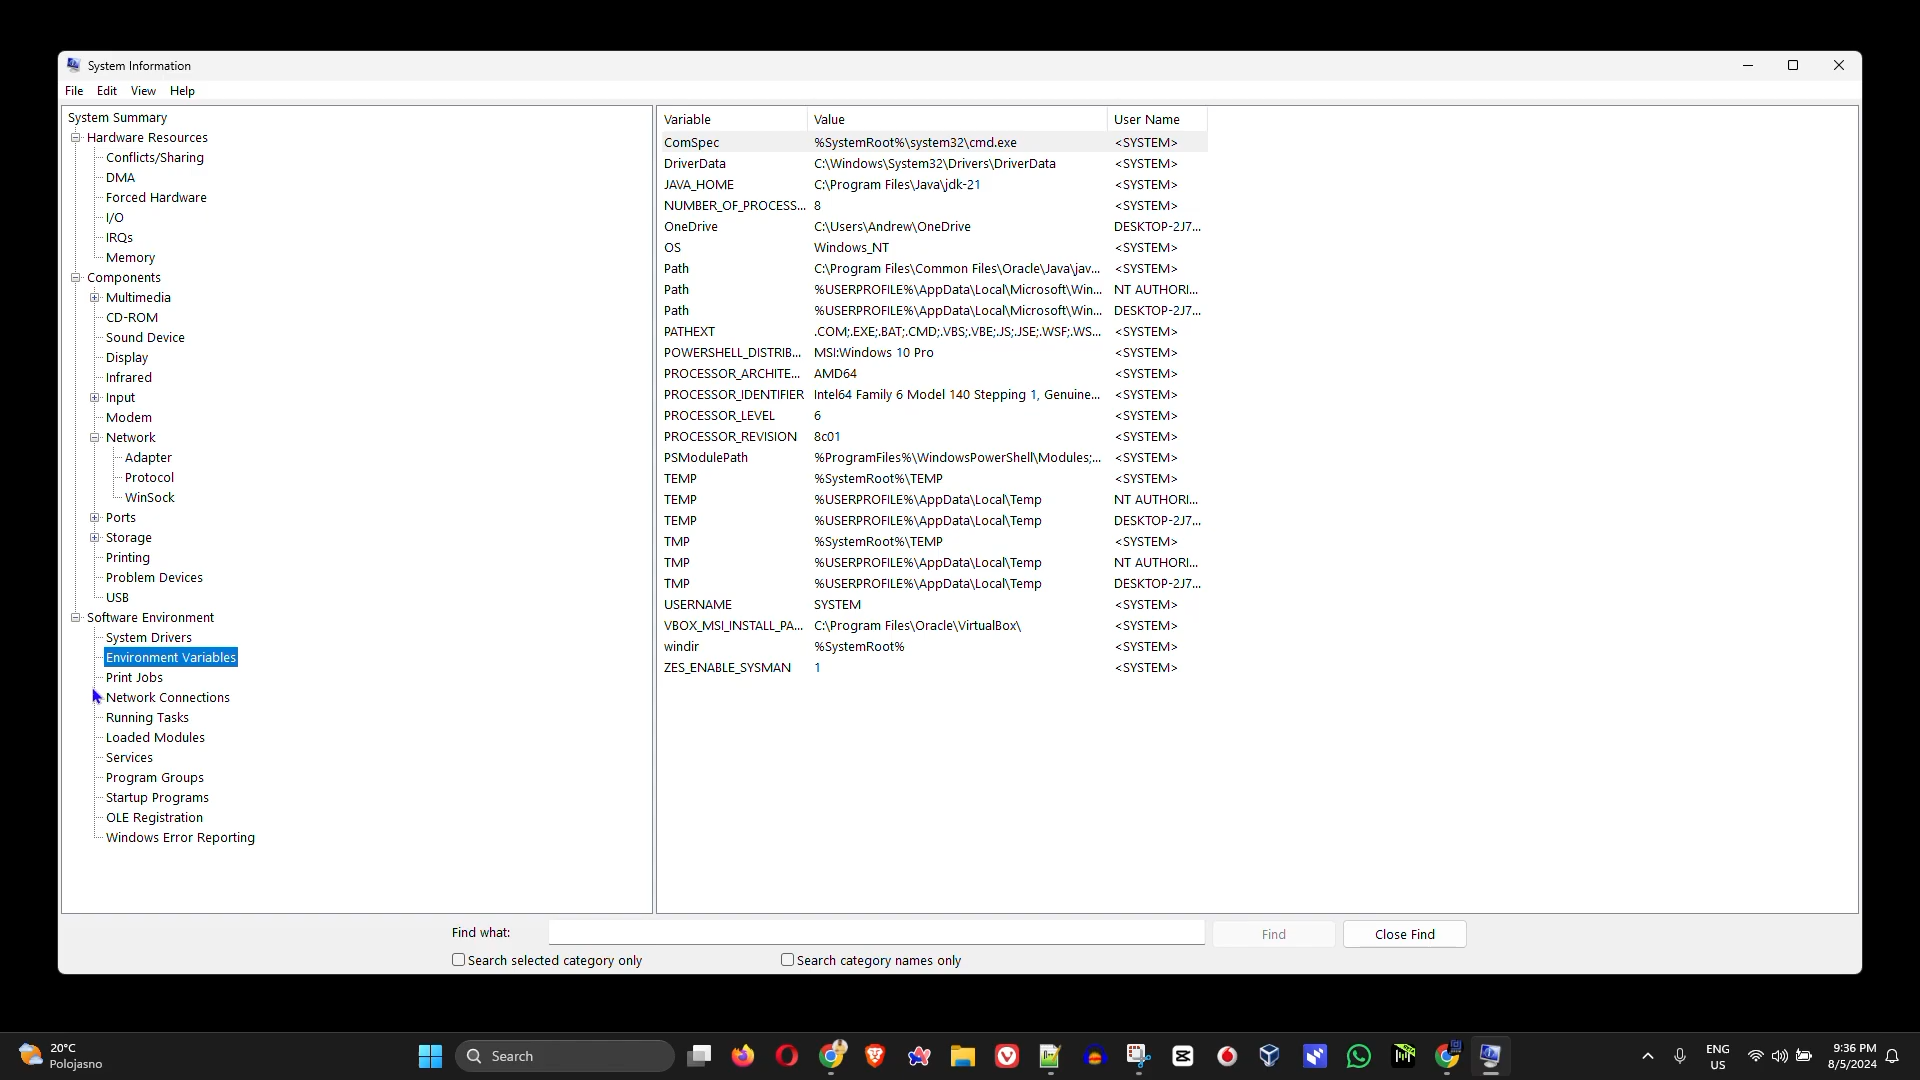 System Information
File Edit View Help
System Summary
Hardware Resources
Conflicts/Sharing
DMA
Forced Hardware
I/O
IRQs
Memory
Components
Multimedia
CD-ROM
Sound Device
Display
Infrared
Input
Modem
Network
Adapter
Protocol
WinSock
Ports
Storage
Printing
Problem Devices
USB
Software Environment
System Drivers
Environment Variables
Print Jobs
Network Connections
Running Tasks
Loaded Modules
Services
Program Groups
Startup Programs
OLE Registration
Windows Error Reporting
Variable Value User Name
ComSpec %SystemRoot%\system32\cmd.exe <SYSTEM>
DriverData C:\Windows\System32\Drivers\DriverData <SYSTEM>
JAVA_HOME C:\Program Files\Java\jdk-21 <SYSTEM>
NUMBER_OF_PROCESS... 8 <SYSTEM>
OneDrive C:\Users\Andrew\OneDrive DESKTOP-2J7...
OS Windows_NT <SYSTEM>
Path C:\Program Files\Common Files\Oracle\Java\jav... <SYSTEM>
Path %USERPROFILE%\AppData\Local\Microsoft\Win... NT AUTHORI...
Path %USERPROFILE%\AppData\Local\Microsoft\Win... DESKTOP-2J7...
PATHEXT .COM;.EXE;.BAT;.CMD;.VBS;.VBE;.JS;.JSE;.WSF;.WS... <SYSTEM>
POWERSHELL_DISTRIB... MSI:Windows 10 Pro <SYSTEM>
PROCESSOR_ARCHITE... AMD64 <SYSTEM>
PROCESSOR_IDENTIFIER Intel64 Family 6 Model 140 Stepping 1, Genuine... <SYSTEM>
PROCESSOR_LEVEL 6 <SYSTEM>
PROCESSOR_REVISION 8c01 <SYSTEM>
PSModulePath %ProgramFiles%\WindowsPowerShell\Modules;... <SYSTEM>
TEMP %SystemRoot%\TEMP <SYSTEM>
TEMP %USERPROFILE%\AppData\Local\Temp NT AUTHORI...
TEMP %USERPROFILE%\AppData\Local\Temp DESKTOP-2J7...
TMP %SystemRoot%\TEMP <SYSTEM>
TMP %USERPROFILE%\AppData\Local\Temp NT AUTHORI...
TMP %USERPROFILE%\AppData\Local\Temp DESKTOP-2J7...
USERNAME SYSTEM <SYSTEM>
VBOX_MSI_INSTALL_PA... C:\Program Files\Oracle\VirtualBox\ <SYSTEM>
windir %SystemRoot% <SYSTEM>
ZES_ENABLE_SYSMAN 1 <SYSTEM>
Find what: Find Close Find
Search selected category only Search category names only
20°C
Polojasno
Search
ENG
US
9:36 PM
8/5/2024